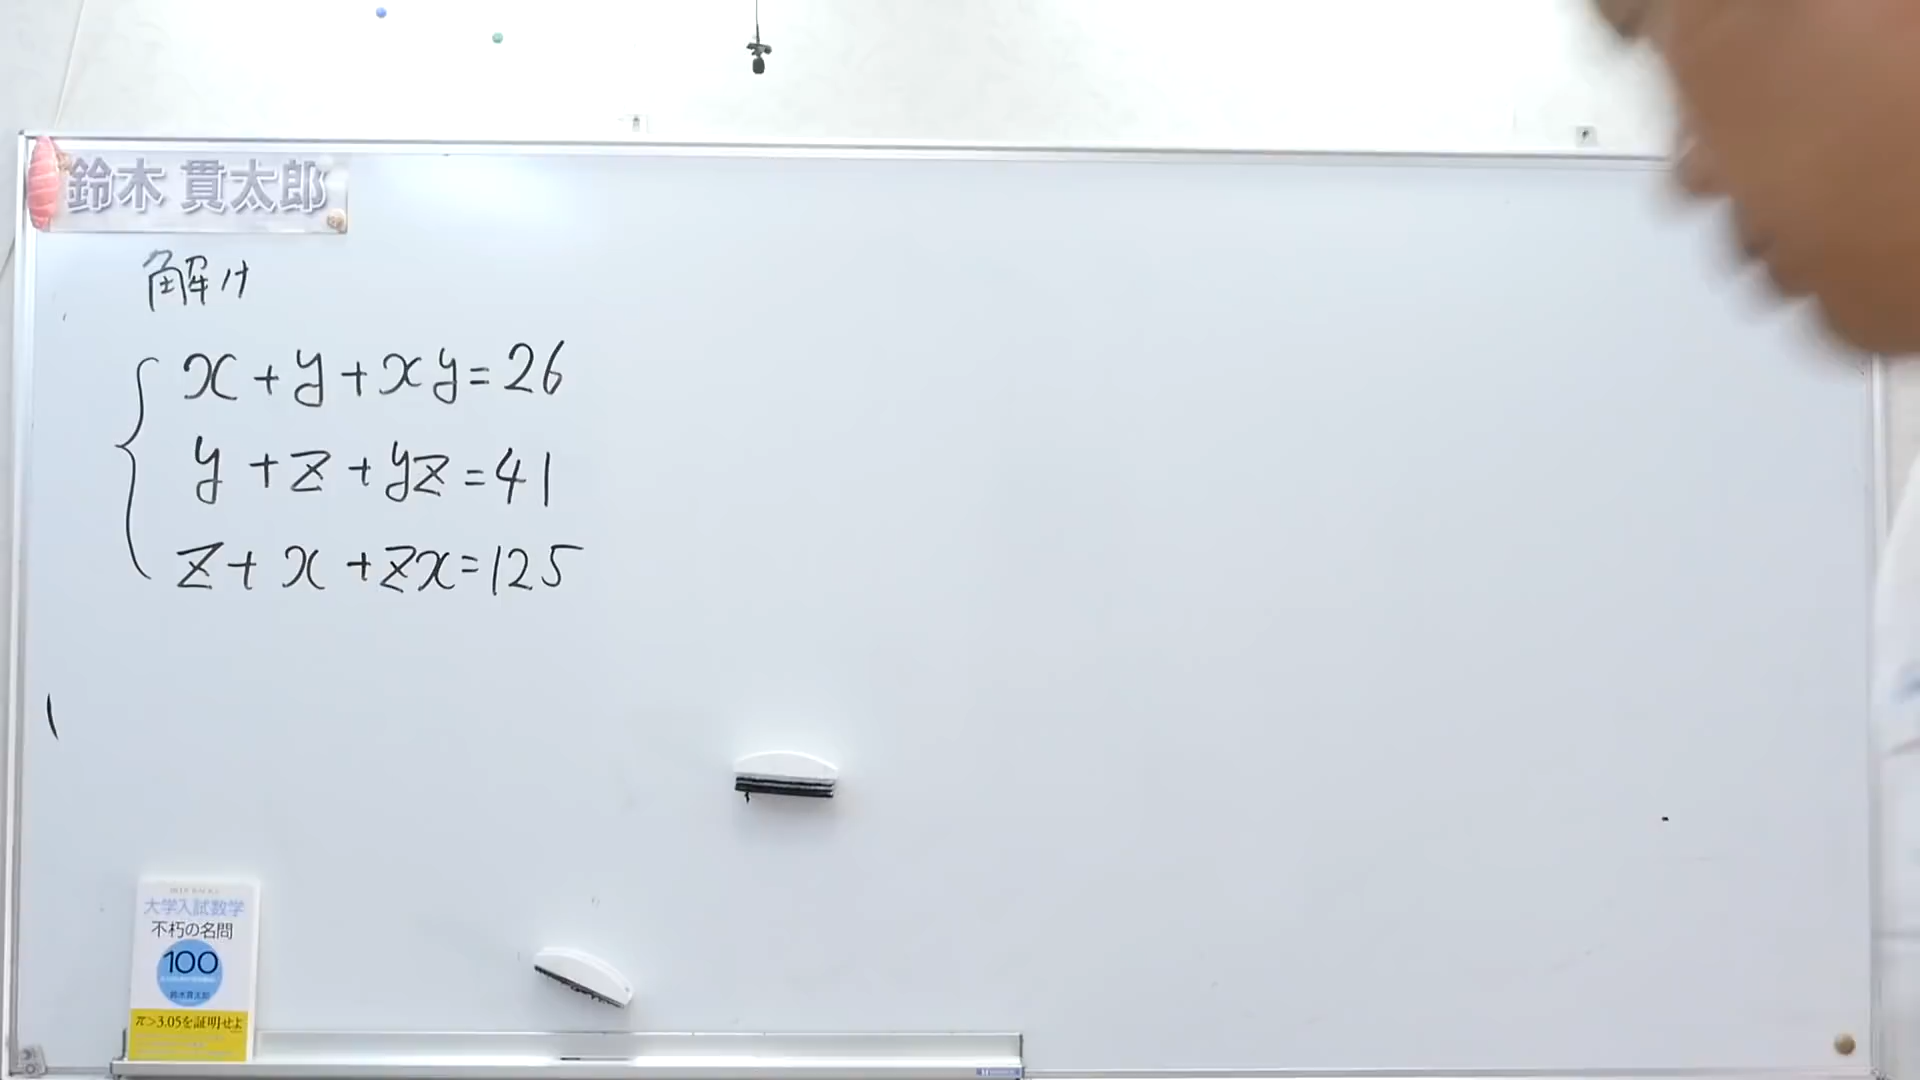 鈴木 貫太郎
解け
x+y+xy=26
y+z+yz=41
z+x+zx=125
大学入試数学
不朽の名問
100
鈴木貫太郎
π>3.05を証明せよ